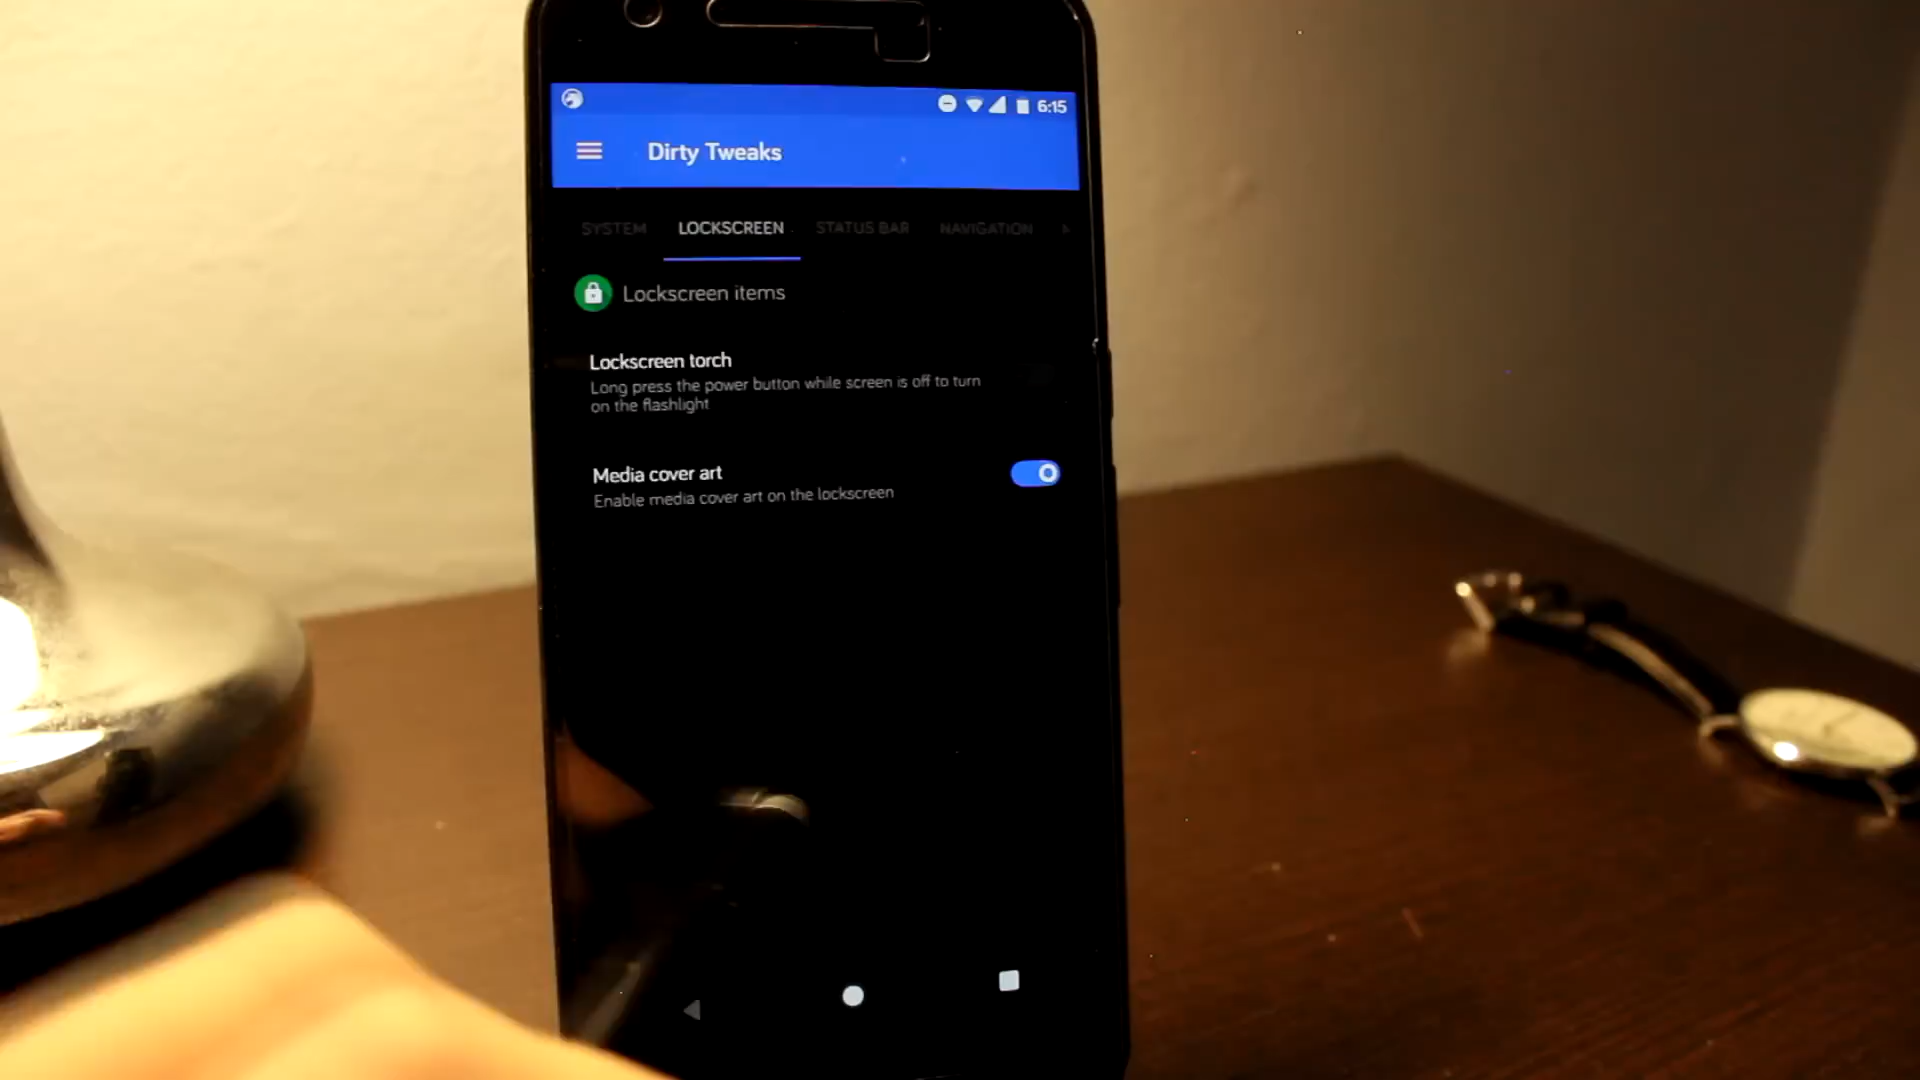 6:15
Dirty Tweaks
SYSTEM LOCKSCREEN STATUS BAR NAVIGATION
Lockscreen items
Lockscreen torch
Long press the power button while screen is off to turn
on the flashlight
Media cover art
Enable media cover art on the lockscreen